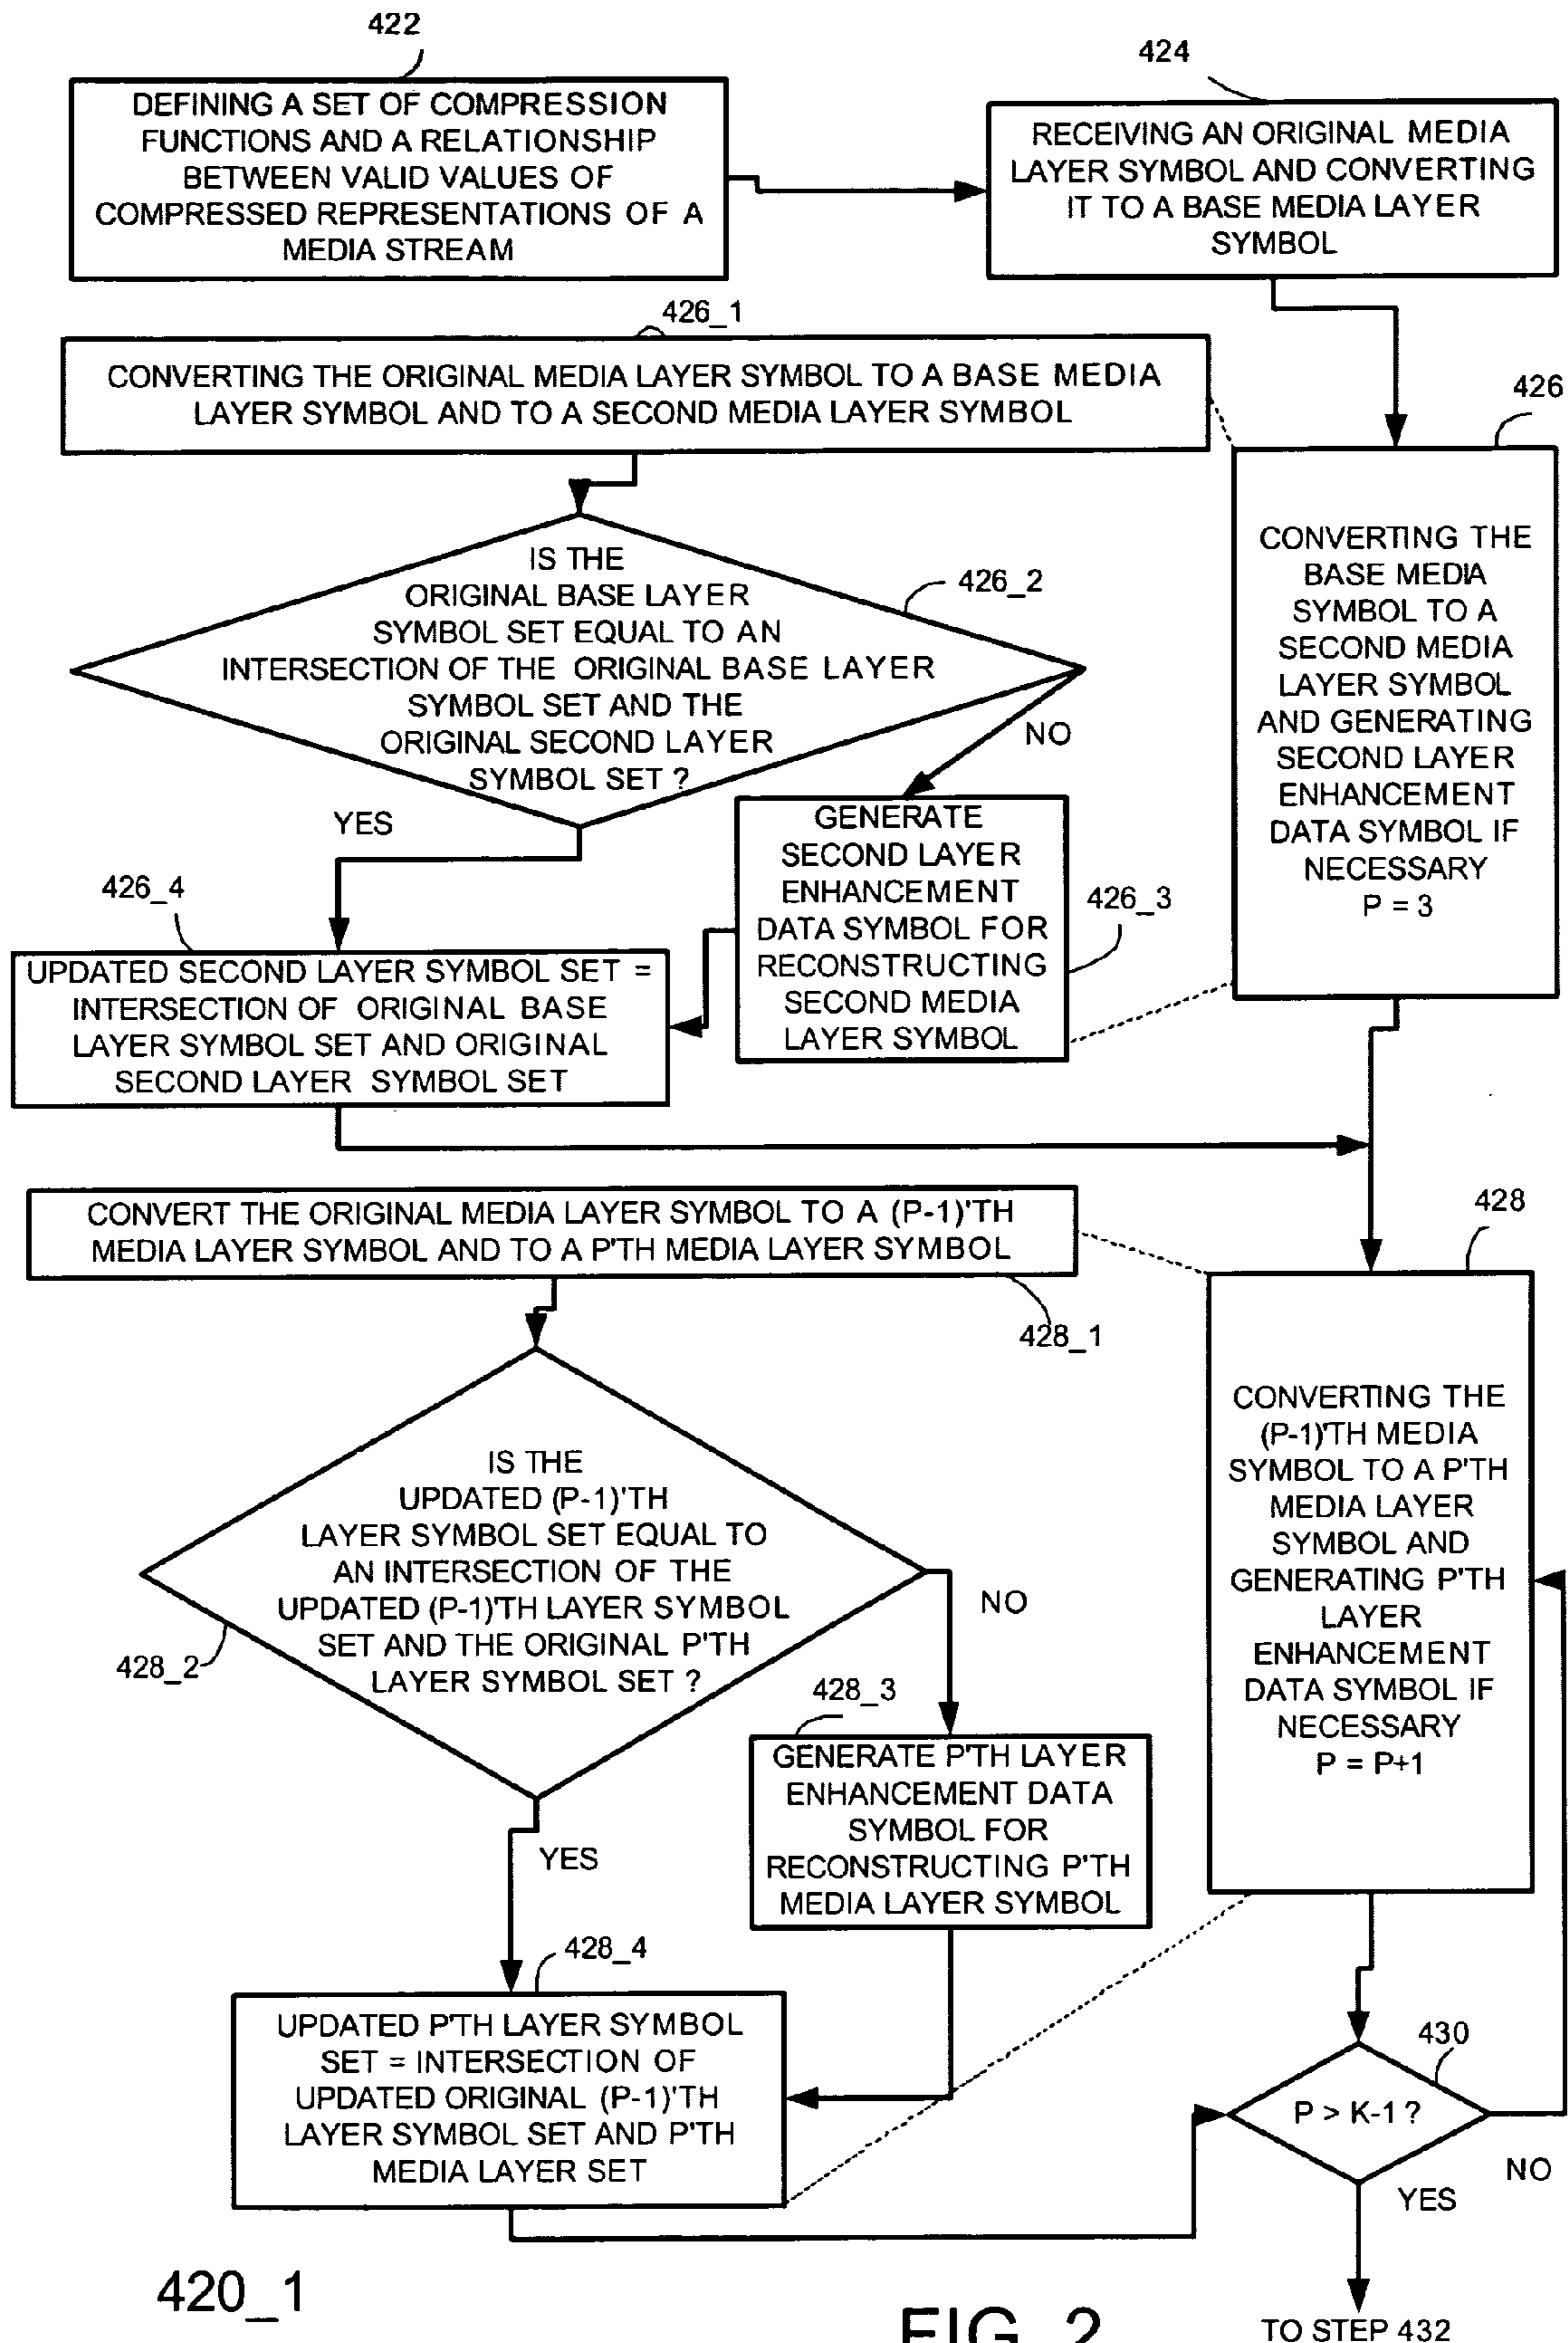 422
DEFINING A SET OF COMPRESSION
FUNCTIONS AND A RELATIONSHIP
BETWEEN VALID VALUES OF
COMPRESSED REPRESENTATIONS OF A
MEDIA STREAM
424
RECEIVING AN ORIGINAL MEDIA
LAYER SYMBOL AND CONVERTING
IT TO A BASE MEDIA LAYER
SYMBOL
426_1
CONVERTING THE ORIGINAL MEDIA LAYER SYMBOL TO A BASE MEDIA
LAYER SYMBOL AND TO A SECOND MEDIA LAYER SYMBOL
426
CONVERTING THE
BASE MEDIA
SYMBOL TO A
SECOND MEDIA
LAYER SYMBOL
AND GENERATING
SECOND LAYER
ENHANCEMENT
DATA SYMBOL IF
NECESSARY
P = 3
IS THE
ORIGINAL BASE LAYER
SYMBOL SET EQUAL TO AN
INTERSECTION OF THE ORIGINAL BASE LAYER
SYMBOL SET AND THE
ORIGINAL SECOND LAYER
SYMBOL SET ?
426_2
NO
YES
GENERATE
SECOND LAYER
ENHANCEMENT
DATA SYMBOL FOR
RECONSTRUCTING
SECOND MEDIA
LAYER SYMBOL
426_3
426_4
UPDATED SECOND LAYER SYMBOL SET =
INTERSECTION OF ORIGINAL BASE
LAYER SYMBOL SET AND ORIGINAL
SECOND LAYER SYMBOL SET
CONVERT THE ORIGINAL MEDIA LAYER SYMBOL TO A (P-1)'TH
MEDIA LAYER SYMBOL AND TO A P'TH MEDIA LAYER SYMBOL
428_1
428
CONVERTING THE
(P-1)'TH MEDIA
SYMBOL TO A P'TH
MEDIA LAYER
SYMBOL AND
GENERATING P'TH
LAYER
ENHANCEMENT
DATA SYMBOL IF
NECESSARY
P = P+1
IS THE
UPDATED (P-1)'TH
LAYER SYMBOL SET EQUAL TO
AN INTERSECTION OF THE
UPDATED (P-1)'TH LAYER SYMBOL
SET AND THE ORIGINAL P'TH
LAYER SYMBOL SET ?
428_2
NO
YES
428_3
GENERATE P'TH LAYER
ENHANCEMENT DATA
SYMBOL FOR
RECONSTRUCTING P'TH
MEDIA LAYER SYMBOL
428_4
UPDATED P'TH LAYER SYMBOL
SET = INTERSECTION OF
UPDATED ORIGINAL (P-1)'TH
LAYER SYMBOL SET AND P'TH
MEDIA LAYER SET
430
P > K-1 ?
NO
YES
TO STEP 432
420_1
FIG. 2